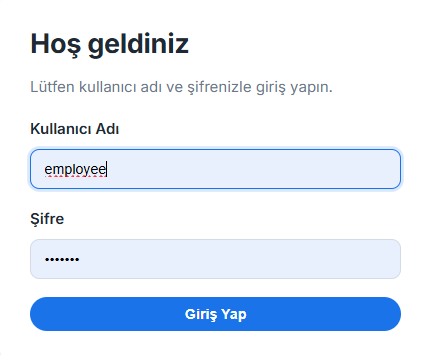 Hoş geldiniz
Lütfen kullanıcı adı ve şifrenizle giriş yapın.
Kullanıcı Adı
employee
Şifre
•••••••
Giriş Yap